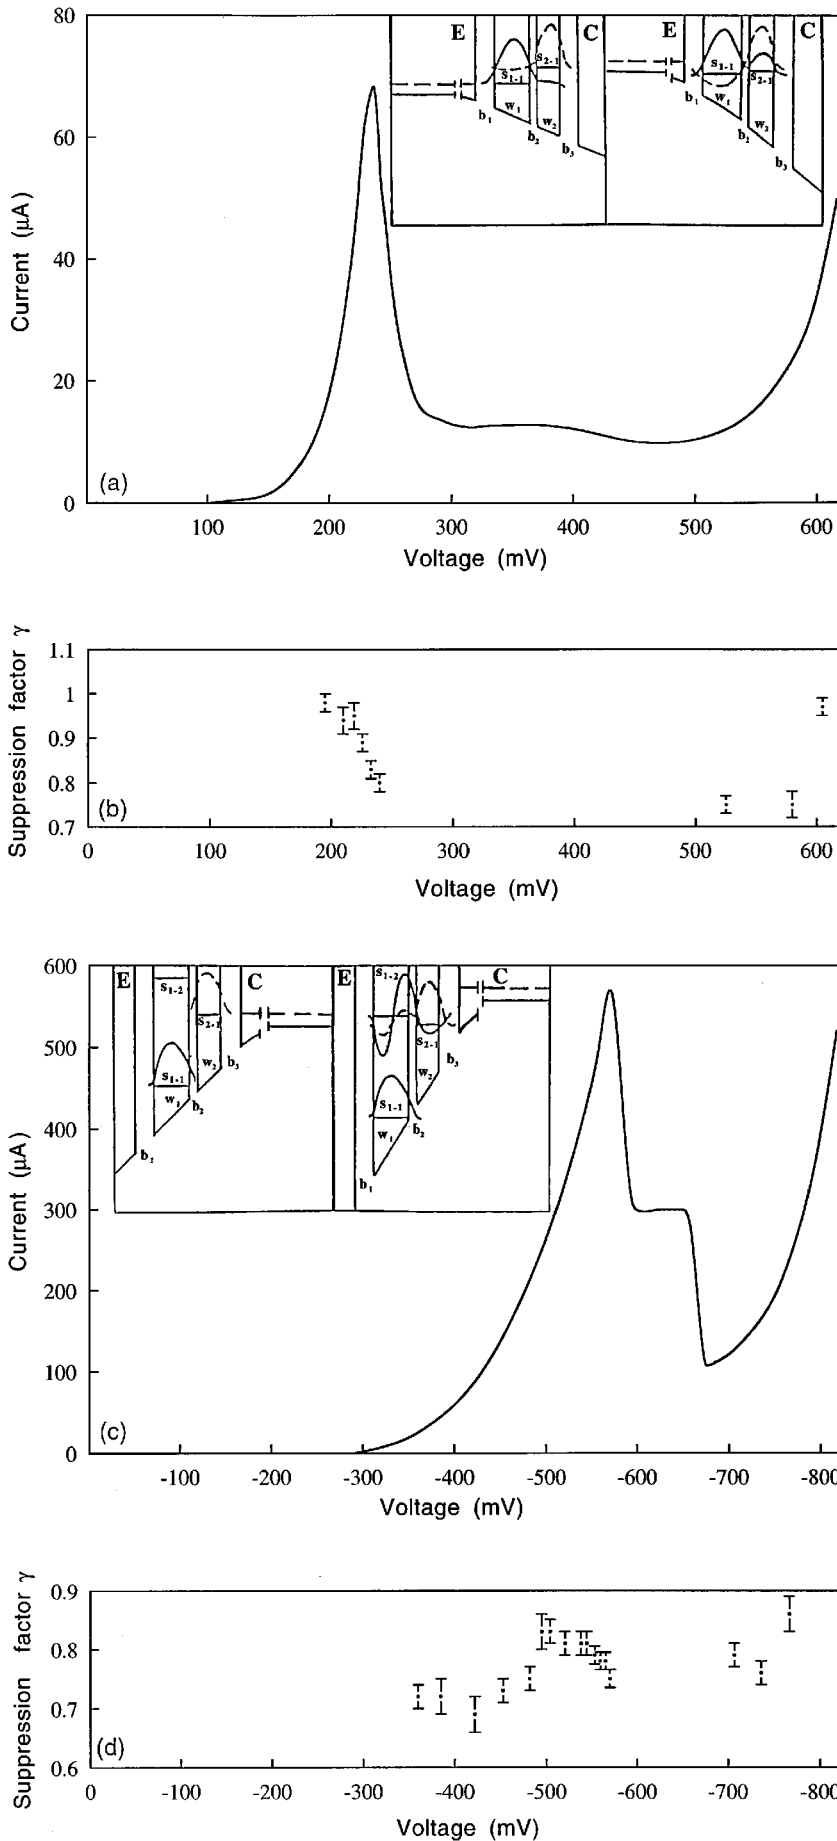 80
60
40
20
0
Current (μA)
E C E C
S2-1
S1-1
S1-1
S2-1
w1
w2
w1
w2
b1
b2
b3
b1
b2
b3
(a)
100 200 300 400 500 600
Voltage (mV)
1.1
1
0.9
0.8
0.7
Suppression factor γ
(b)
0 100 200 300 400 500 600
Voltage (mV)
600
500
400
300
200
100
0
Current (μA)
E C E C
S1-2
S1-2
S2-1
S2-1
S1-1
S1-1
w1
w2
w1
w2
b1
b2
b3
b1
b2
b3
(c)
-100 -200 -300 -400 -500 -600 -700 -800
Voltage (mV)
0.9
0.8
0.7
0.6
Suppression factor γ
(d)
0 -100 -200 -300 -400 -500 -600 -700 -800
Voltage (mV)